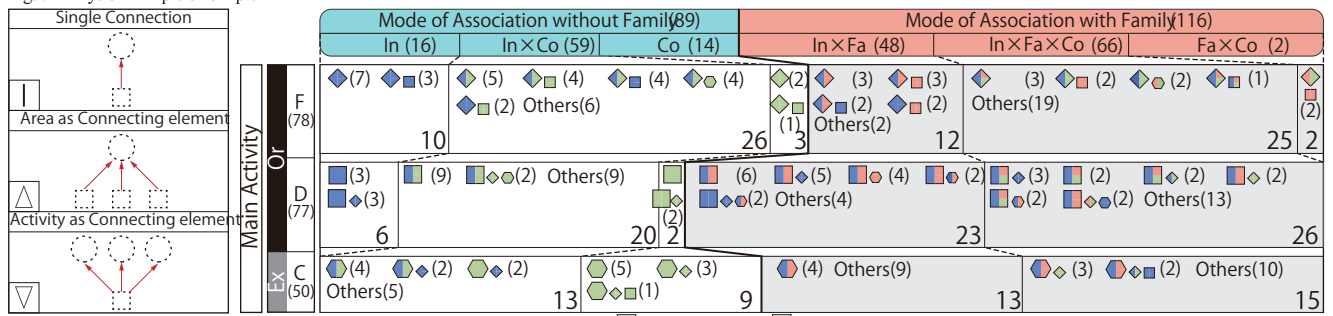 Single Connection
Area as Connecting element
Activity as Connecting element
Mode of Association without Family(89)
Mode of Association with Family(116)
In (16)
In×Co (59)
Co (14)
In×Fa (48)
In×Fa×Co (66)
Fa×Co (2)
Main Activity
Or
Ex
F
(78)
(7) (3)
10
(5) (4) (4) (4)
(2) Others(6)
26
(2)
(1)
3
(3) (3)
(2) (2)
Others(2)
12
(3) (2) (2) (1)
Others(19)
25
(2)
2
D
(77)
(3)
(3)
6
(9) (2) Others(9)
20
(2)
2
(6) (5) (4) (2)
(2) Others(4)
23
(3) (2) (2) (2)
(2) (2) Others(13)
26
C
(50)
(4) (2) (2)
Others(5)
13
(5) (3)
(1)
9
(4) Others(9)
13
(3) (2) Others(10)
15